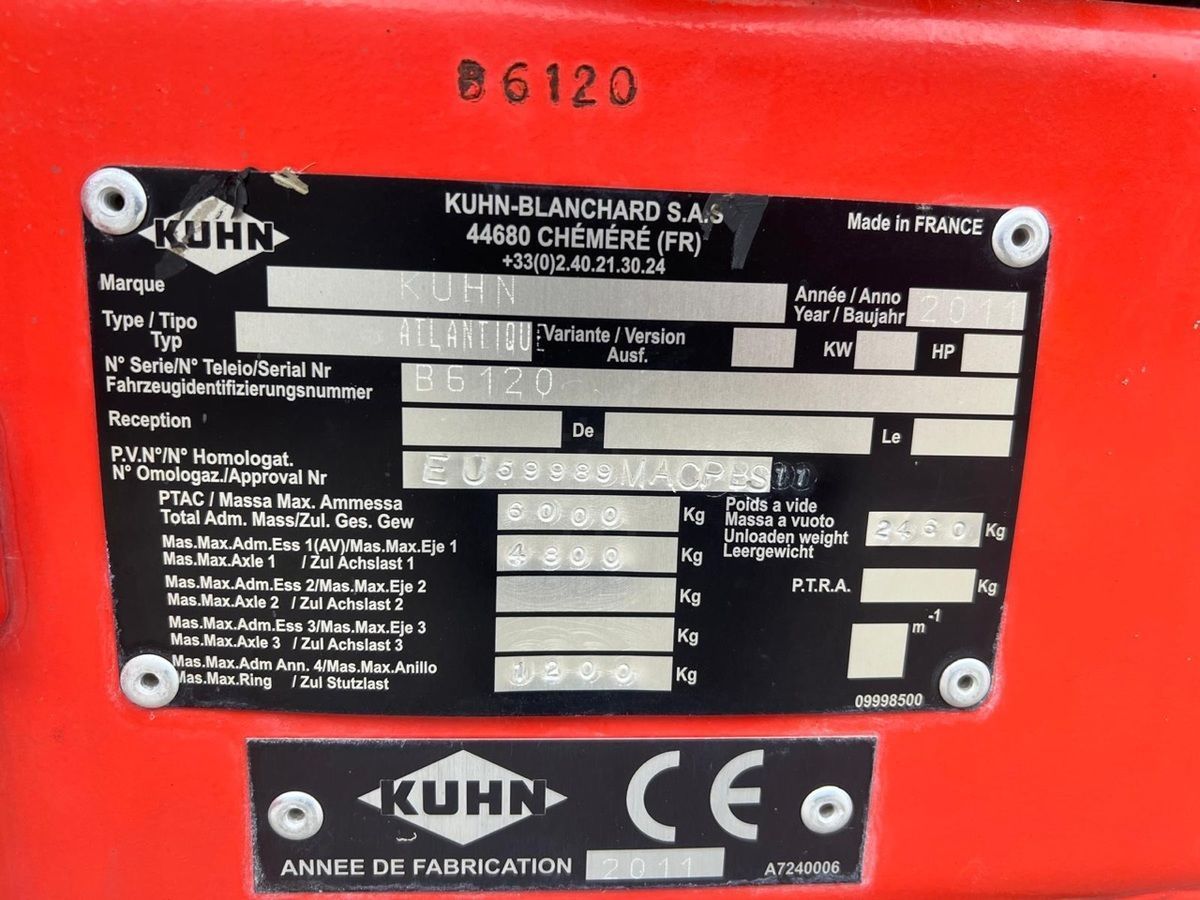 B6120
KUHN
KUHN-BLANCHARD S.A.S
44680 CHÉMÉRÉ (FR)
+33(0)2.40.21.30.24
Made in FRANCE
Marque KUHN Année / Anno
Year / Baujahr 2011
Type / Tipo
Typ ATLANTIQUE Variante / Version
Ausf. KW HP
N° Serie/N° Teleio/Serial Nr
Fahrzeugidentifizierungsnummer B6120
Reception De Le
P.V.N°/N° Homologat.
N° Omologaz./Approval Nr EU59989MACPBS11
PTAC / Massa Max. Ammessa
Total Adm. Mass/Zul. Ges. Gew 6000 Kg
Poids a vide
Massa a vuoto
Unloaden weight
Leergewicht 2460 Kg
Mas.Max.Adm.Ess 1(AV)/Mas.Max.Eje 1
Mas.Max.Axle 1 / Zul Achslast 1 4800 Kg
Mas.Max.Adm.Ess 2/Mas.Max.Eje 2
Mas.Max.Axle 2 / Zul Achslast 2 Kg
P.T.R.A. Kg
Mas.Max.Adm.Ess 3/Mas.Max.Eje 3
Mas.Max.Axle 3 / Zul Achslast 3 Kg
m-1
Mas.Max.Adm Ann. 4/Mas.Max.Anillo
Mas.Max.Ring / Zul Stutzlast 1200 Kg
09998500
KUHN CE
ANNEE DE FABRICATION 2011 A7240006